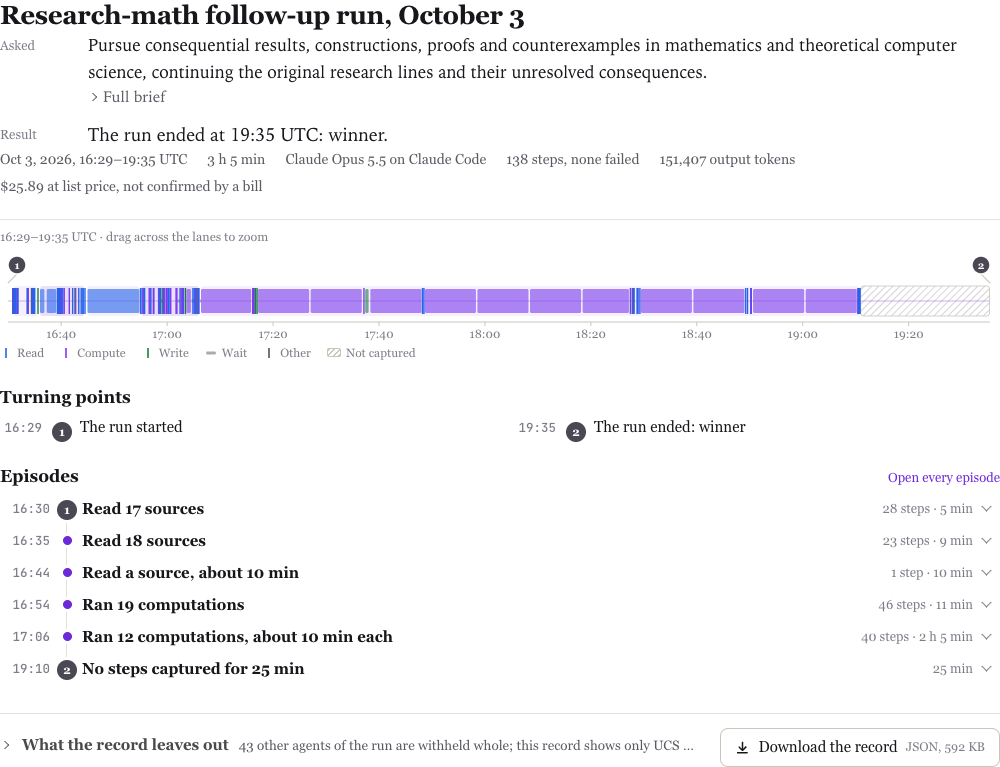 Research-math follow-up run, October 3
Asked
Pursue consequential results, constructions, proofs and counterexamples in mathematics and theoretical computer
science, continuing the original research lines and their unresolved consequences.
Full brief
Result
The run ended at 19:35 UTC: winner.
Oct 3, 2026, 16:29–19:35 UTC 3 h 5 min Claude Opus 5.5 on Claude Code 138 steps, none failed 151,407 output tokens
$25.89 at list price, not confirmed by a bill
16:29–19:35 UTC · drag across the lanes to zoom
1 2
16:40 17:00 17:20 17:40 18:00 18:20 18:40 19:00 19:20
Read Compute Write Wait Other Not captured
Turning points
16:29 1 The run started 19:35 2 The run ended: winner
Episodes Open every episode
16:30 1 Read 17 sources 28 steps · 5 min
16:35 Read 18 sources 23 steps · 9 min
16:44 Read a source, about 10 min 1 step · 10 min
16:54 Ran 19 computations 46 steps · 11 min
17:06 Ran 12 computations, about 10 min each 40 steps · 2 h 5 min
19:10 2 No steps captured for 25 min 25 min
What the record leaves out 43 other agents of the run are withheld whole; this record shows only UCS ... Download the record JSON, 592 KB